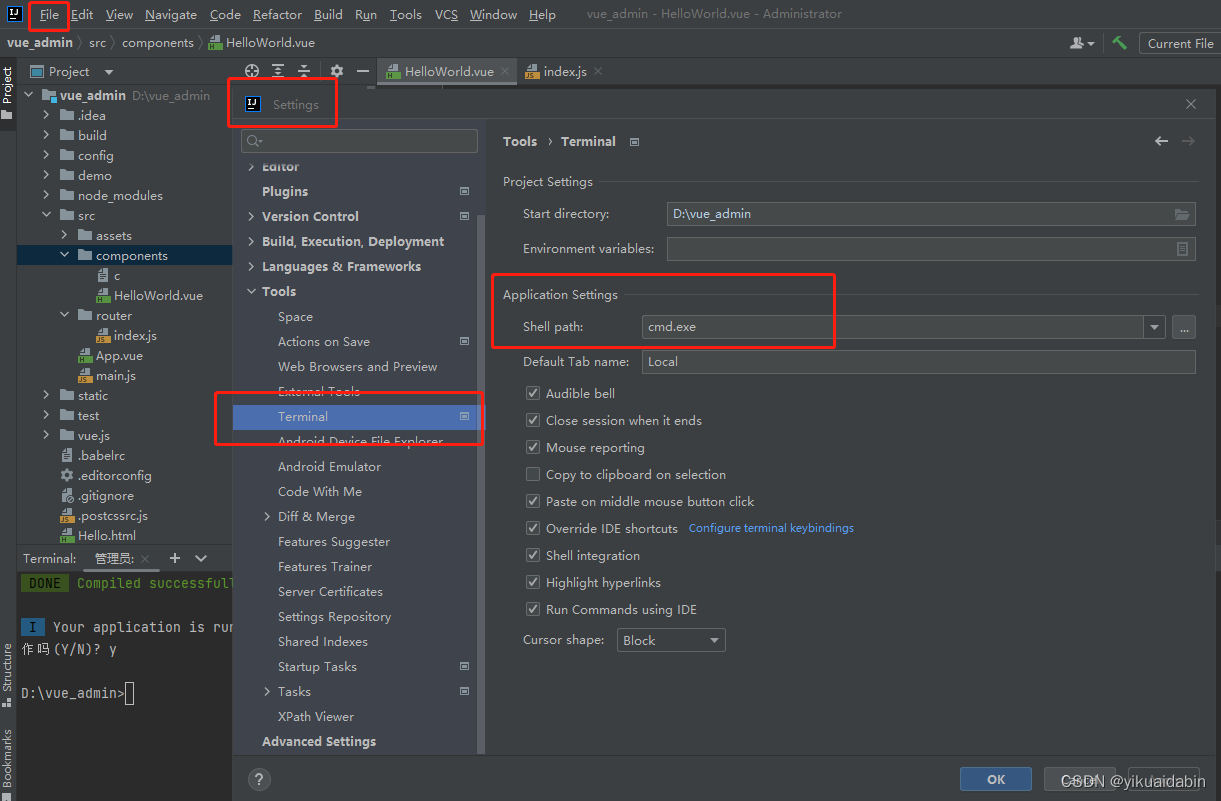 File Edit View Navigate Code Refactor Build Run Tools VCS Window Help vue_admin - HelloWorld.vue - Administrator
vue_admin src components HelloWorld.vue
Current File
Project
HelloWorld.vue
index.js
Project
vue_admin D:\vue_admin
.idea
build
config
demo
node_modules
src
assets
components
c
HelloWorld.vue
router
index.js
App.vue
main.js
static
test
vue.js
.babelrc
.editorconfig
.gitignore
.postcssrc.js
Hello.html
Settings
Editor
Plugins
Version Control
Build, Execution, Deployment
Languages & Frameworks
Tools
Space
Actions on Save
Web Browsers and Preview
External Tools
Terminal
Android Device File Explorer
Android Emulator
Code With Me
Diff & Merge
Features Suggester
Features Trainer
Server Certificates
Settings Repository
Shared Indexes
Startup Tasks
Tasks
XPath Viewer
Advanced Settings
Tools › Terminal
Project Settings
Start directory: D:\vue_admin
Environment variables:
Application Settings
Shell path: cmd.exe
...
Default Tab name: Local
Audible bell
Close session when it ends
Mouse reporting
Copy to clipboard on selection
Paste on middle mouse button click
Override IDE shortcuts Configure terminal keybindings
Shell integration
Highlight hyperlinks
Run Commands using IDE
Cursor shape: Block
?
OK
CSDN @yikuaidabin
Terminal: 管理员:
DONE Compiled successfull
I Your application is run
作吗(Y/N)? y
D:\vue_admin>
Structure
Bookmarks